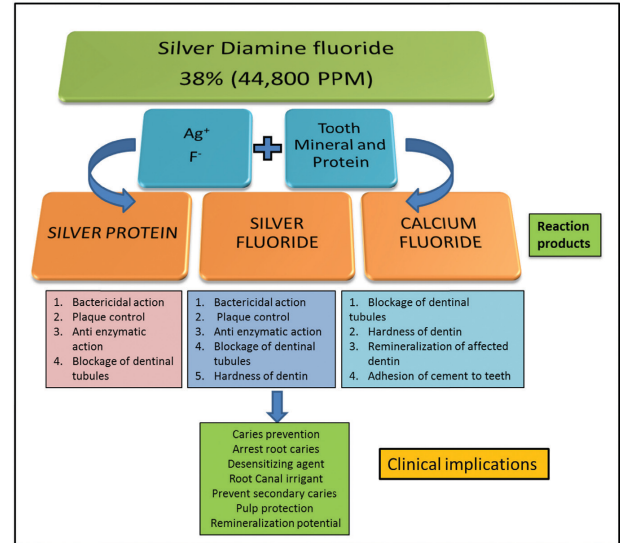 Silver Diamine fluoride
38% (44,800 PPM)
Ag⁺
F⁻
Tooth
Mineral and
Protein
SILVER PROTEIN
SILVER
FLUORIDE
CALCIUM
FLUORIDE
Reaction
products
1. Bactericidal action
2. Plaque control
3. Anti enzymatic
action
4. Blockage of dentinal
tubules
1. Bactericidal action
2. Plaque control
3. Anti enzymatic action
4. Blockage of dentinal
tubules
5. Hardness of dentin
1. Blockage of dentinal
tubules
2. Hardness of dentin
3. Remineralization of affected
dentin
4. Adhesion of cement to teeth
Caries prevention
Arrest root caries
Desensitizing agent
Root Canal irrigant
Prevent secondary caries
Pulp protection
Remineralization potential
Clinical implications